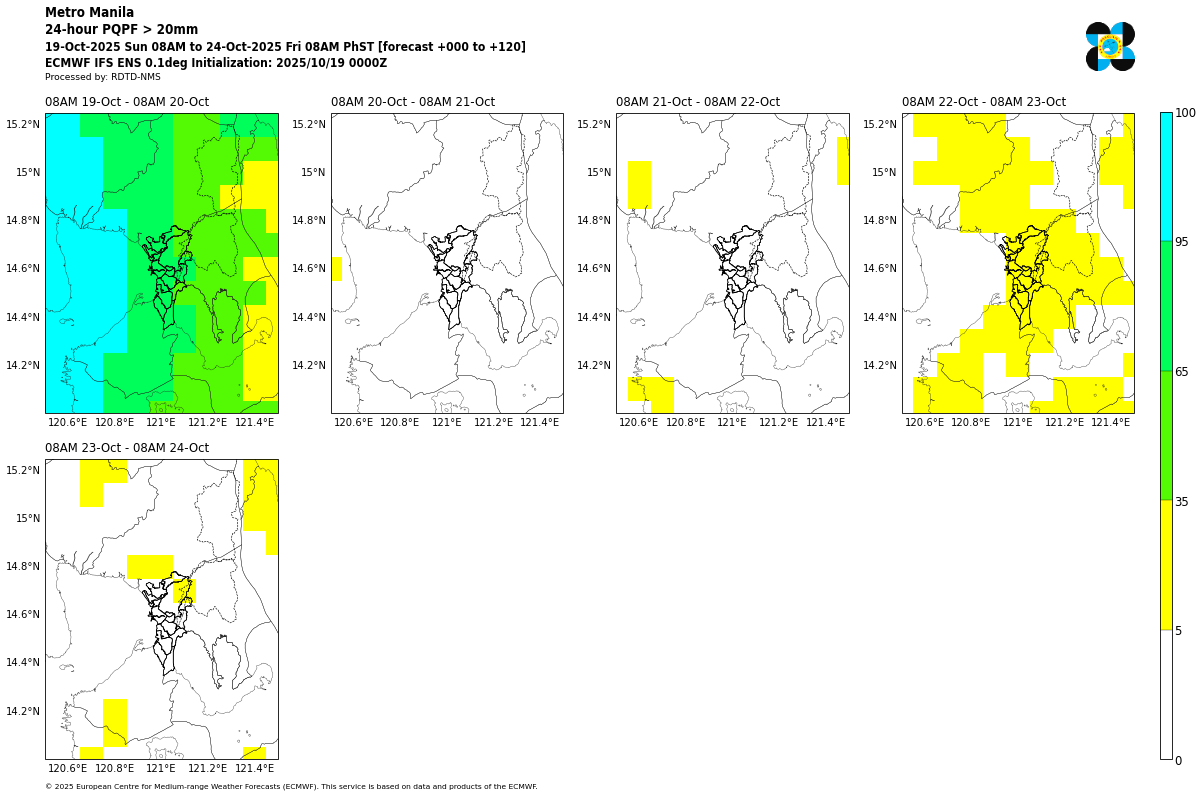 Metro Manila
24-hour PQPF > 20mm
19-Oct-2025 Sun 08AM to 24-Oct-2025 Fri 08AM PhST [forecast +000 to +120]
ECMWF IFS ENS 0.1deg Initialization: 2025/10/19 0000Z
Processed by: RDTD-NMS
08AM 19-Oct - 08AM 20-Oct
08AM 20-Oct - 08AM 21-Oct
08AM 21-Oct - 08AM 22-Oct
08AM 22-Oct - 08AM 23-Oct
15.2°N
15°N
14.8°N
14.6°N
14.4°N
14.2°N
120.6°E 120.8°E 121°E 121.2°E 121.4°E
15.2°N
15°N
14.8°N
14.6°N
14.4°N
14.2°N
120.6°E 120.8°E 121°E 121.2°E 121.4°E
15.2°N
15°N
14.8°N
14.6°N
14.4°N
14.2°N
120.6°E 120.8°E 121°E 121.2°E 121.4°E
15.2°N
15°N
14.8°N
14.6°N
14.4°N
14.2°N
120.6°E 120.8°E 121°E 121.2°E 121.4°E
100
95
65
35
5
0
08AM 23-Oct - 08AM 24-Oct
15.2°N
15°N
14.8°N
14.6°N
14.4°N
14.2°N
120.6°E 120.8°E 121°E 121.2°E 121.4°E
© 2025 European Centre for Medium-range Weather Forecasts (ECMWF). This service is based on data and products of the ECMWF.